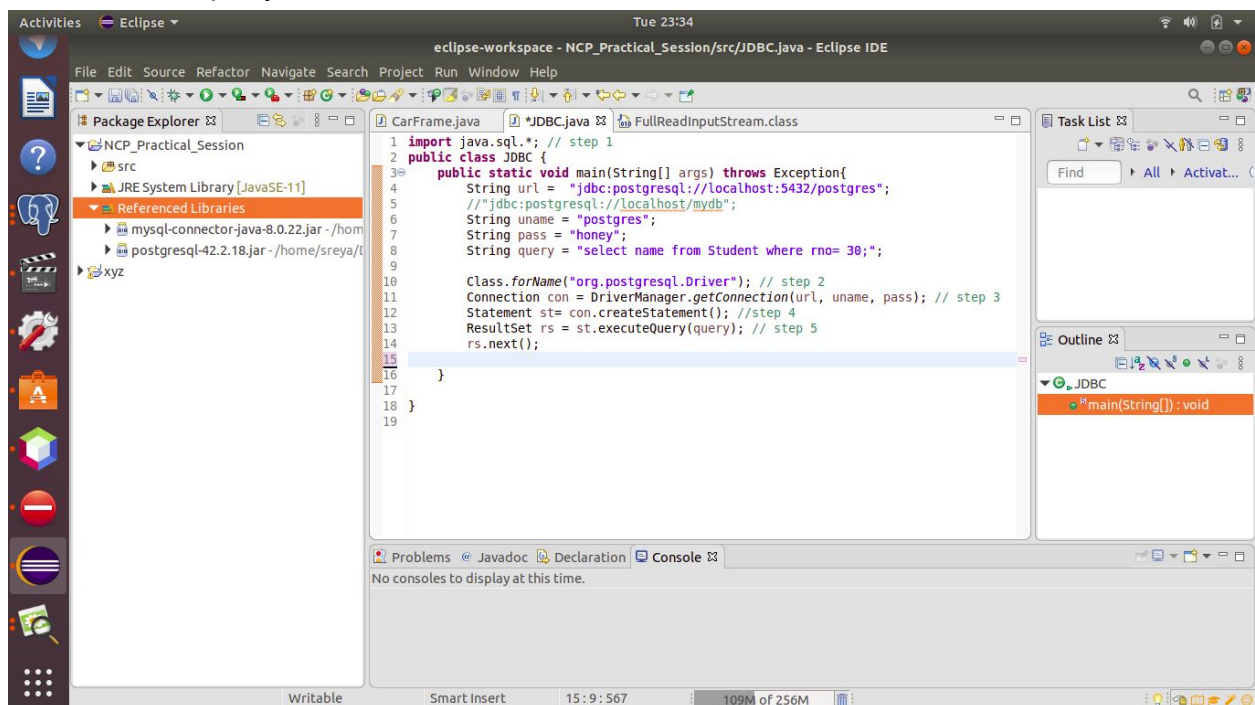 Activities Eclipse Tue 23:34
eclipse-workspace - NCP_Practical_Session/src/JDBC.java - Eclipse IDE
File Edit Source Refactor Navigate Search Project Run Window Help
Package Explorer
NCP_Practical_Session
src
JRE System Library [JavaSE-11]
Referenced Libraries
mysql-connector-java-8.0.22.jar - /hom
postgresql-42.2.18.jar - /home/sreya/
xyz
CarFrame.java *JDBC.java FullReadInputStream.class
1 import java.sql.*; // step 1
2 public class JDBC {
3 public static void main(String[] args) throws Exception{
4 String url = "jdbc:postgresql://localhost:5432/postgres";
5 //"jdbc:postgresql://localhost/mydb";
6 String uname = "postgres";
7 String pass = "honey";
8 String query = "select name from Student where rno= 30;";
9
10 Class.forName("org.postgresql.Driver"); // step 2
11 Connection con = DriverManager.getConnection(url, uname, pass); // step 3
12 Statement st= con.createStatement(); //step 4
13 ResultSet rs = st.executeQuery(query); // step 5
14 rs.next();
15
16 }
17
18 }
19
Task List
Find All Activat...
Outline
JDBC
main(String[]) : void
Problems Javadoc Declaration Console
No consoles to display at this time.
Writable Smart Insert 15 : 9 : 567 109M of 256M